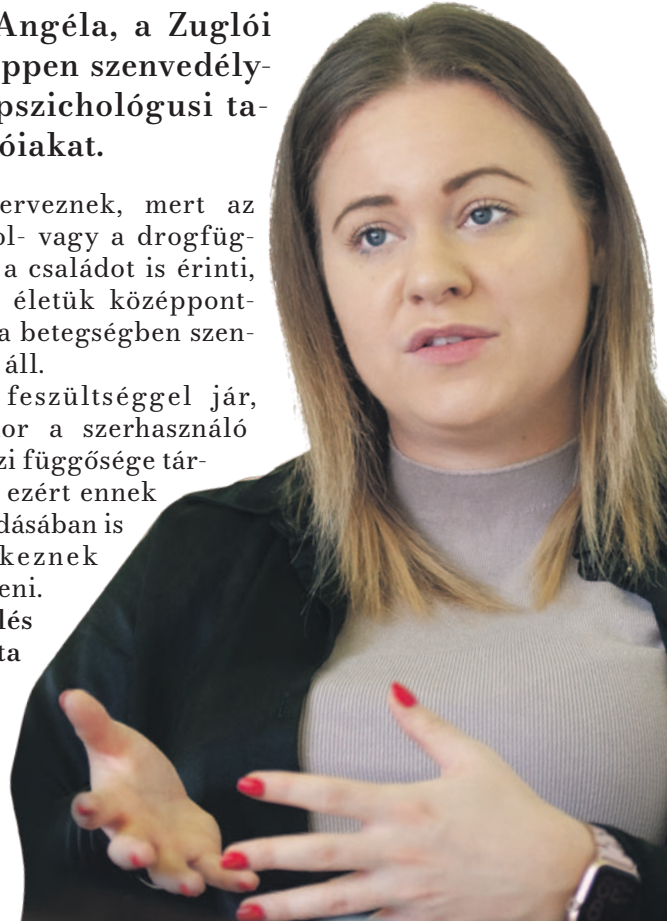 Angéla, a Zuglói
ppen szenvedély-
pszichológusi ta-
óiakat.
erveznek, mert az
ol- vagy a drogfüg-
a családot is érinti,
életük középpont-
a betegségben szen-
áll.
feszültséggel jár,
or a szerhasználó
zi függősége tár-
ezért ennek
dásában is
keznek
eni.
lés
ta